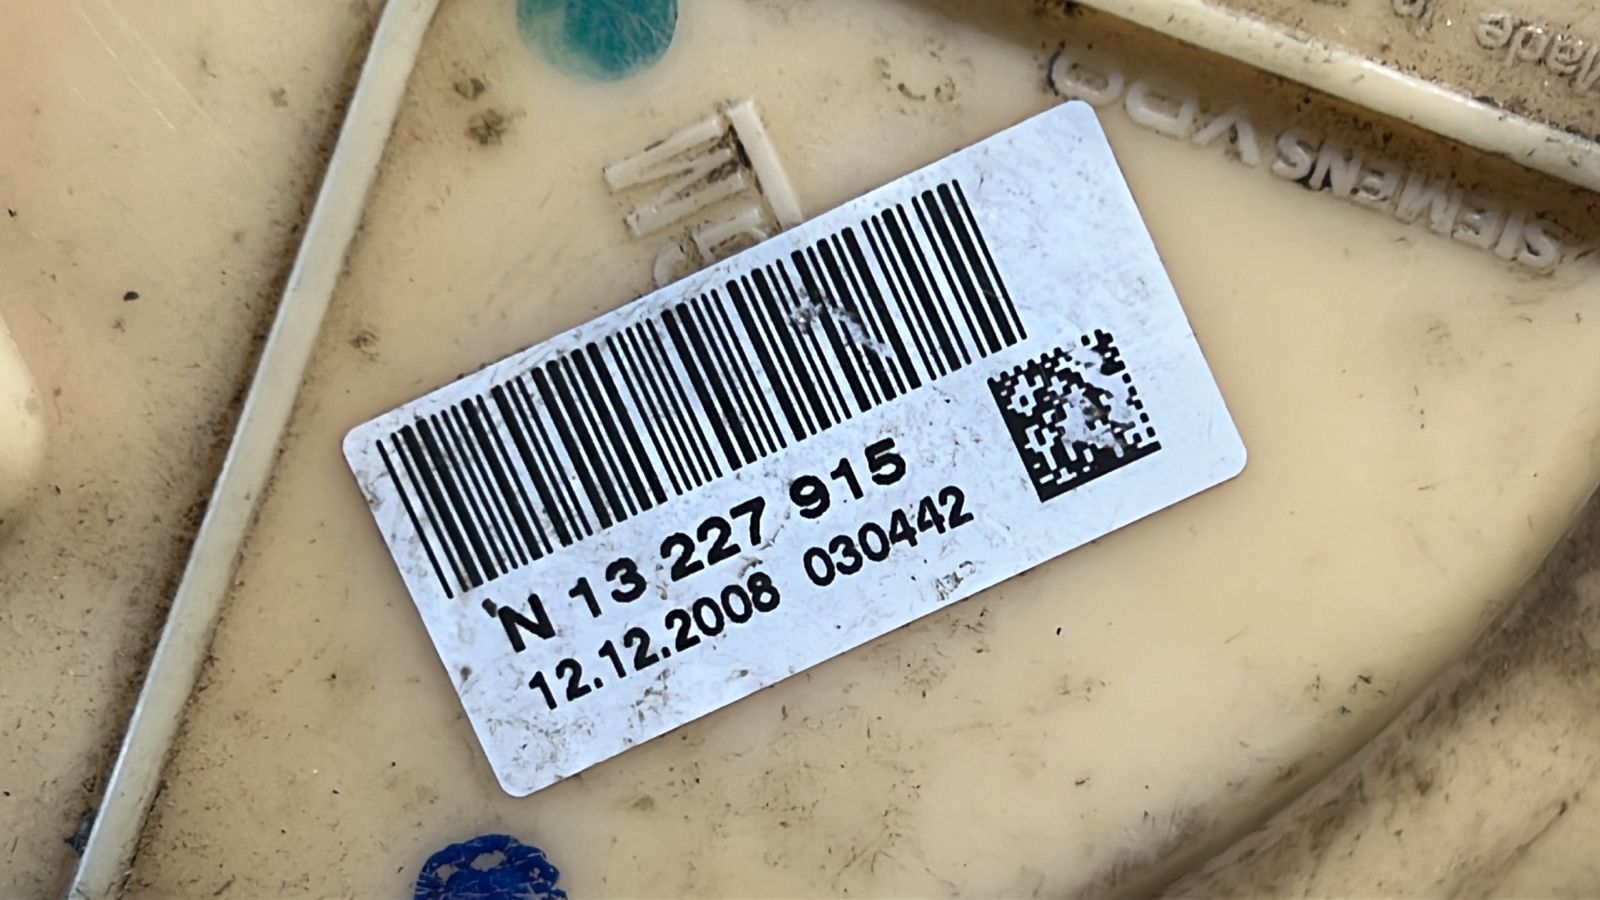 SIEMENS VDO
N 13 227 915
12.12.2008 030442